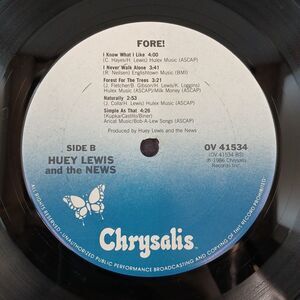 FORE!
I Know What I Like 4:00
(C. Hayes/H. Lewis) Hulex Music (ASCAP)
I Never Walk Alone 3:41
(R. Neilsen) Englishtown Music (BMI)
Forest For The Trees 3:21
(J. Fletcher/B. Gibson/H. Lewis/K. Loggins)
Hulex Music (ASCAP)/Milk Money (ASCAP)
Naturally 2:53
(J. Colla/H. Lewis) Hulex Music (ASCAP)
Simple As That 4:26
(Kupka/Castillo/Biner)
Aricat Music/Bob-A-Lew Songs (ASCAP)
Produced by Huey Lewis and the News
SIDE B
HUEY LEWIS
and the NEWS
OV 41534
(OV 41534 BS)
℗ 1986 Chrysalis
Records Inc.
Chrysalis
ALL RIGHTS RESERVED. UNAUTHORIZED PUBLIC PERFORMANCE BROADCASTING AND COPYING OF THIS RECORD PROHIBITED